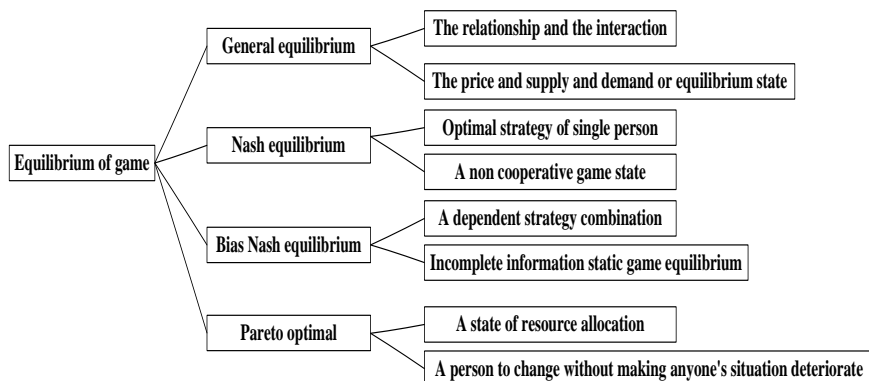 Equilibrium of game
General equilibrium
The relationship and the interaction
The price and supply and demand or equilibrium state
Nash equilibrium
Optimal strategy of single person
A non cooperative game state
Bias Nash equilibrium
A dependent strategy combination
Incomplete information static game equilibrium
Pareto optimal
A state of resource allocation
A person to change without making anyone's situation deteriorate